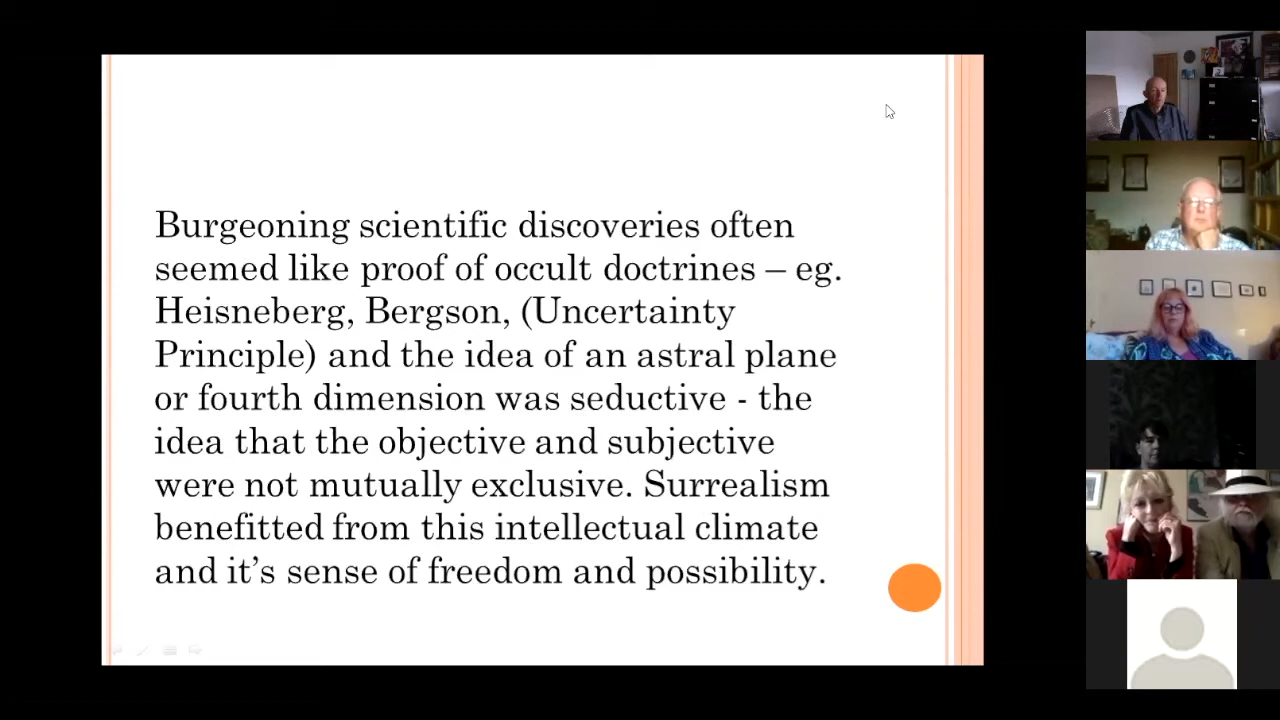 Burgeoning scientific discoveries often
seemed like proof of occult doctrines – eg.
Heisneberg, Bergson, (Uncertainty
Principle) and the idea of an astral plane
or fourth dimension was seductive - the
idea that the objective and subjective
were not mutually exclusive. Surrealism
benefitted from this intellectual climate
and it’s sense of freedom and possibility.